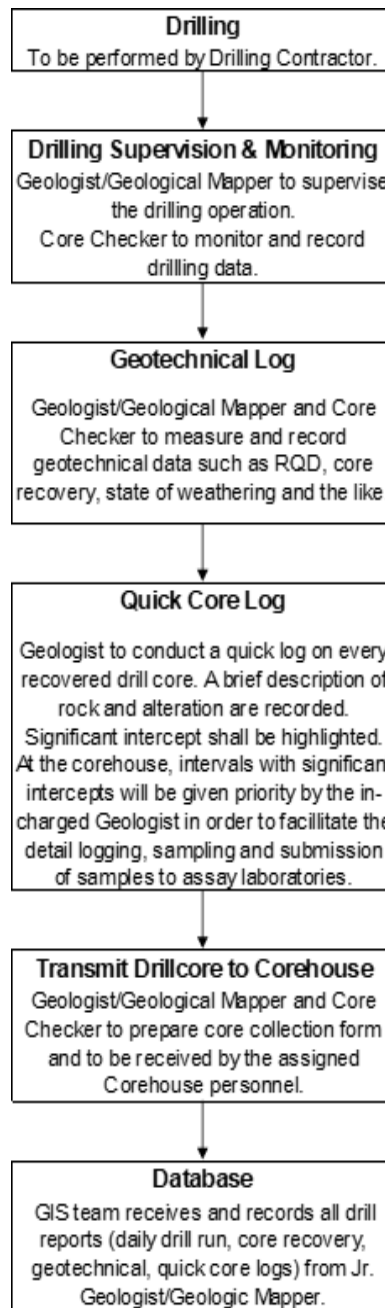 Drilling
To be performed by Drilling Contractor.
Drilling Supervision & Monitoring
Geologist/Geological Mapper to supervise
the drilling operation.
Core Checker to monitor and record
drillling data.
Geotechnical Log
Geologist/Geological Mapper and Core
Checker to measure and record
geotechnical data such as RQD, core
recovery, state of weathering and the like
Quick Core Log
Geologist to conduct a quick log on every
recovered drill core. A brief description of
rock and alteration are recorded.
Significant intercept shall be highlighted.
At the corehouse, intervals with significan
intercepts will be given priority by the in-
charged Geologist in order to facillitate the
detail logging, sampling and submission
of samples to assay laboratories.
Transmit Drillcore to Corehouse
Geologist/Geological Mapper and Core
Checker to prepare core collection form
and to be received by the assigned
Corehouse personnel.
Database
GIS team receives and records all drill
reports (daily drill run, core recovery,
geotechnical, quick core logs) from Jr.
Geologist/Geologic Mapper.